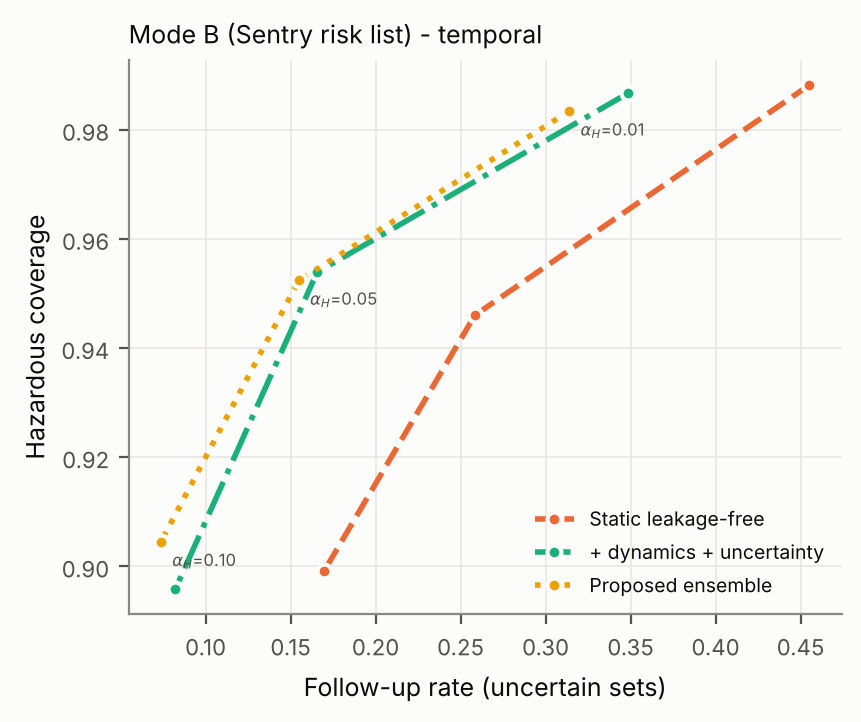 Mode B (Sentry risk list) - temporal
Hazardous coverage
0.98
0.96
0.94
0.92
0.90
α_H=0.01
α_H=0.05
α_H=0.10
Static leakage-free
+ dynamics + uncertainty
Proposed ensemble
0.10 0.15 0.20 0.25 0.30 0.35 0.40 0.45
Follow-up rate (uncertain sets)